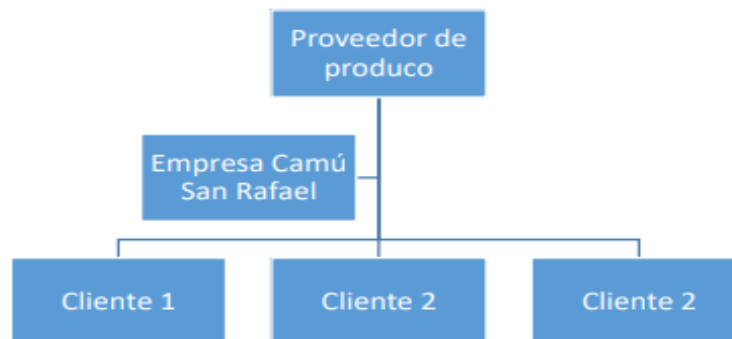 Proveedor de
produco
Empresa Camú
San Rafael
Cliente 1
Cliente 2
Cliente 2